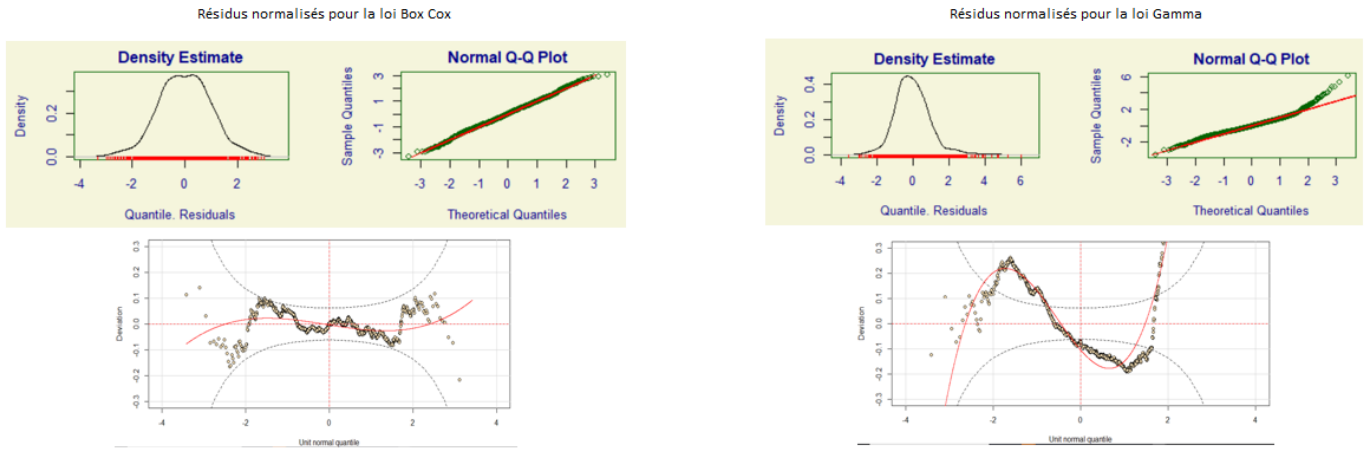 Résidus normalisés pour la loi Box Cox
Résidus normalisés pour la loi Gamma
Density Estimate
Normal Q-Q Plot
Density
0.0 0.2
-3 -2 0 2
Quantile. Residuals
Sample Quantiles
-3 -1 1 3
-3 -2 -1 0 1 2 3
Theoretical Quantiles
Deviation
0.3
0.2
0.1
0.0
-0.1
-0.2
-0.3
-4 -2 0 2 4
Unit normal quantile
Density Estimate
Normal Q-Q Plot
Density
0.0 0.2 0.4
-4 -2 0 2 4 6
Quantile. Residuals
Sample Quantiles
-2 2 6
-3 -2 -1 0 1 2 3
Theoretical Quantiles
Deviation
0.3
0.2
0.1
0.0
-0.1
-0.2
-0.3
-4 -2 0 2 4
Unit normal quantile